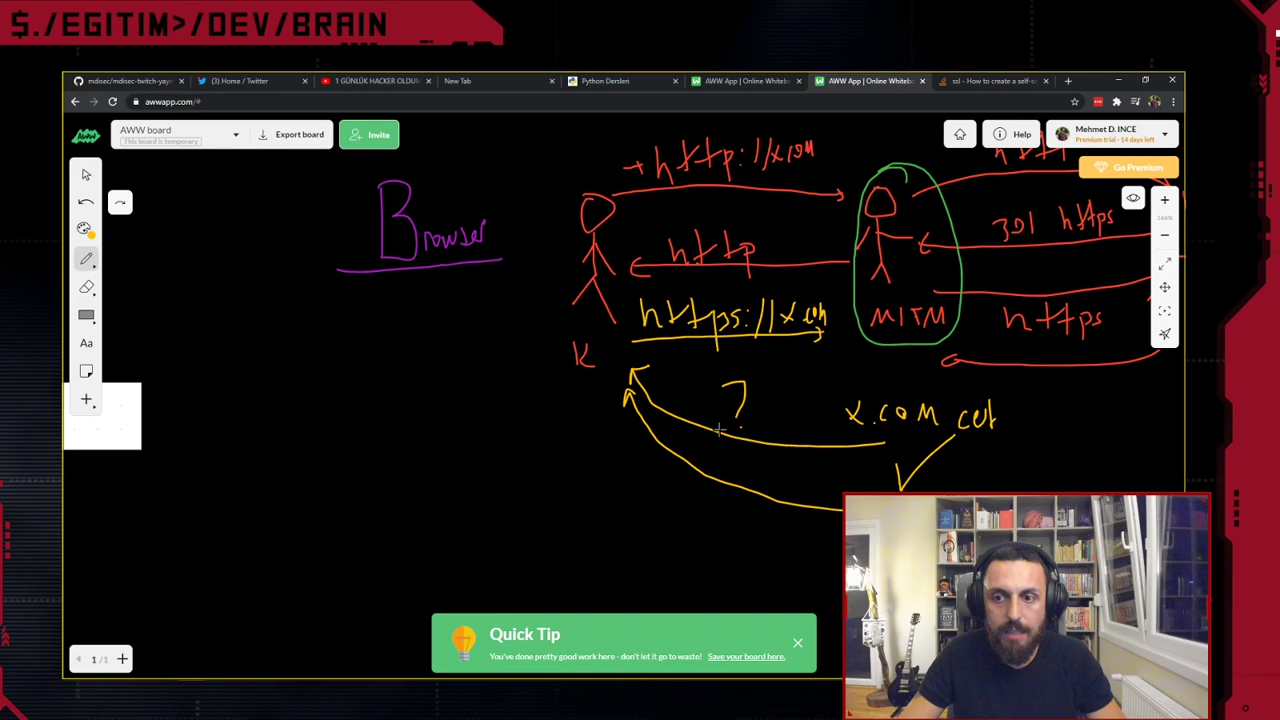 $./EGITIM>/DEV/BRAIN
mdisec/mdisec-twitch-yay
(3) Home / Twitter
1 GÜNLÜK HACKER OLDU
New Tab
Python Dersleri
AWW App | Online Whiteb
AWW App | Online Whiteb
ssl - How to create a self-s
awwapp.com/#
AWW board
This board is temporary
Export board
Invite
Help
Mehmet D. INCE
Premium trial - 14 days left
Go Premium
Browser
http://x.com
http
301 https
http
https://x.com
MITM
https
K
?
x.com cert
Aa
1 / 1
Quick Tip
You've done pretty good work here - don't let it go to waste! Save your board here.